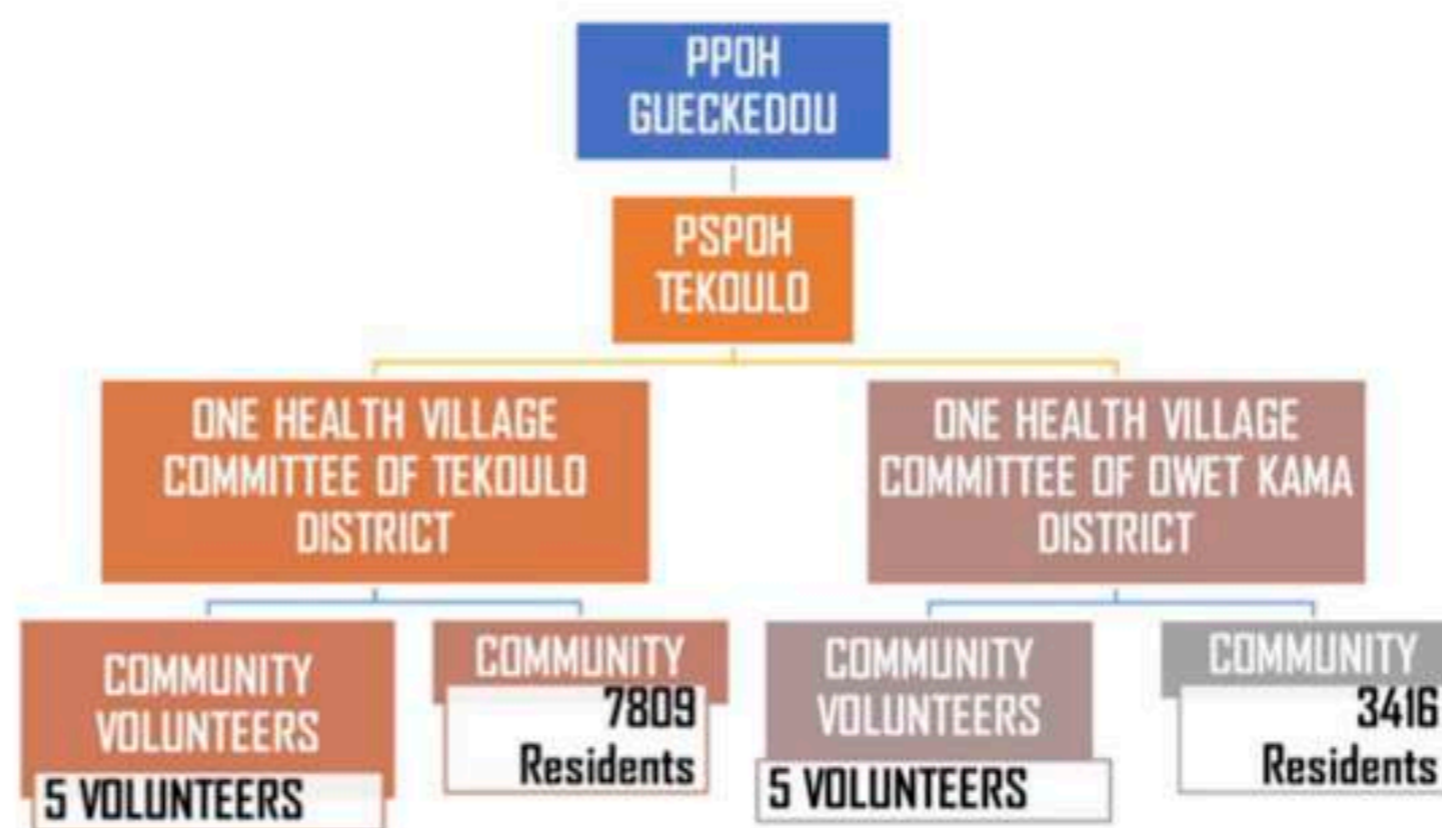 PPOH
GUECKEDOU
PSPOH
TEKOULO
ONE HEALTH VILLAGE
COMMITTEE OF TEKOULO
DISTRICT
ONE HEALTH VILLAGE
COMMITTEE OF OWET KAMA
DISTRICT
COMMUNITY
VOLUNTEERS
5 VOLUNTEERS
COMMUNITY
7809
Residents
COMMUNITY
VOLUNTEERS
5 VOLUNTEERS
COMMUNITY
3416
Residents